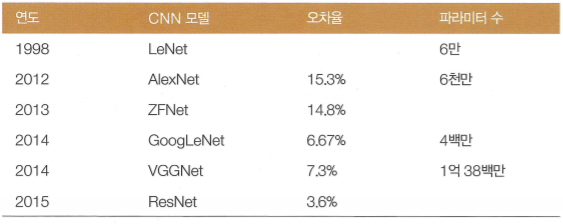 연도 CNN 모델 오차율 파라미터 수
1998 LeNet 6만
2012 AlexNet 15.3% 6천만
2013 ZFNet 14.8%
2014 GoogLeNet 6.67% 4백만
2014 VGGNet 7.3% 1억 38백만
2015 ResNet 3.6%